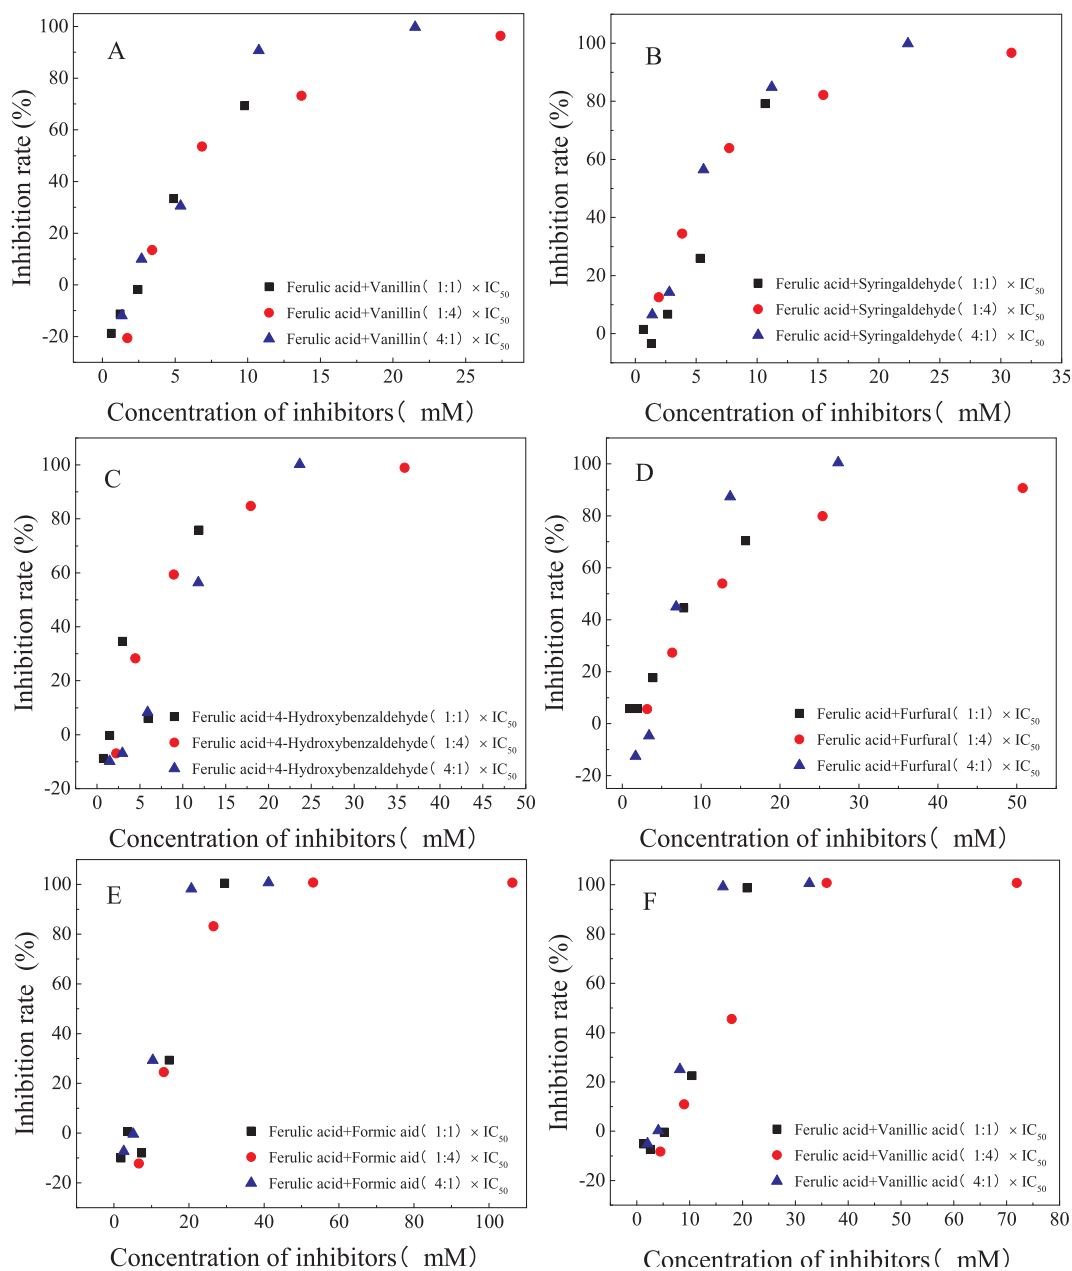 A
Inhibition rate (%)
100
80
60
40
20
0
-20
Ferulic acid+Vanillin( 1:1) × IC50
Ferulic acid+Vanillin( 1:4) × IC50
Ferulic acid+Vanillin( 4:1) × IC50
0 5 10 15 20 25
Concentration of inhibitors( mM)
B
Inhibition rate (%)
100
80
60
40
20
0
Ferulic acid+Syringaldehyde( 1:1) × IC50
Ferulic acid+Syringaldehyde( 1:4) × IC50
Ferulic acid+Syringaldehyde( 4:1) × IC50
0 5 10 15 20 25 30 35
Concentration of inhibitors( mM)
C
Inhibition rate (%)
100
80
60
40
20
0
-10
-20
Ferulic acid+4-Hydroxybenzaldehyde( 1:1) × IC50
Ferulic acid+4-Hydroxybenzaldehyde( 1:4) × IC50
Ferulic acid+4-Hydroxybenzaldehyde( 4:1) × IC50
0 5 10 15 20 25 30 35 40 45 50
Concentration of inhibitors( mM)
D
Inhibition rate (%)
100
80
60
40
20
0
-20
Ferulic acid+Furfural( 1:1) × IC50
Ferulic acid+Furfural( 1:4) × IC50
Ferulic acid+Furfural( 4:1) × IC50
0 10 20 30 40 50
Concentration of inhibitors( mM)
E
Inhibition rate (%)
100
80
60
40
20
0
-20
Ferulic acid+Formic aid( 1:1) × IC50
Ferulic acid+Formic aid( 1:4) × IC50
Ferulic acid+Formic aid( 4:1) × IC50
0 20 40 60 80 100
Concentration of inhibitors( mM)
F
Inhibition rate (%)
100
80
60
40
20
0
-20
Ferulic acid+Vanillic acid( 1:1) × IC50
Ferulic acid+Vanillic acid( 1:4) × IC50
Ferulic acid+Vanillic acid( 4:1) × IC50
0 10 20 30 40 50 60 70 80
Concentration of inhibitors( mM)